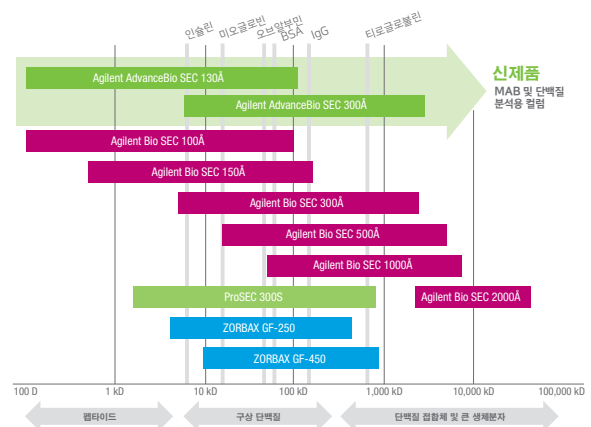 인슐린
미오글로빈
오브알부민
BSA
IgG
티로글로불린
Agilent AdvanceBio SEC 130Å
Agilent AdvanceBio SEC 300Å
신제품
MAB 및 단백질
분석용 컬럼
Agilent Bio SEC 100Å
Agilent Bio SEC 150Å
Agilent Bio SEC 300Å
Agilent Bio SEC 500Å
Agilent Bio SEC 1000Å
ProSEC 300S
Agilent Bio SEC 2000Å
ZORBAX GF-250
ZORBAX GF-450
100 D 1 kD 10 kD 100 kD 1,000 kD 10,000 kD 100,000 kD
펩타이드 구상 단백질 단백질 접합체 및 큰 생체분자